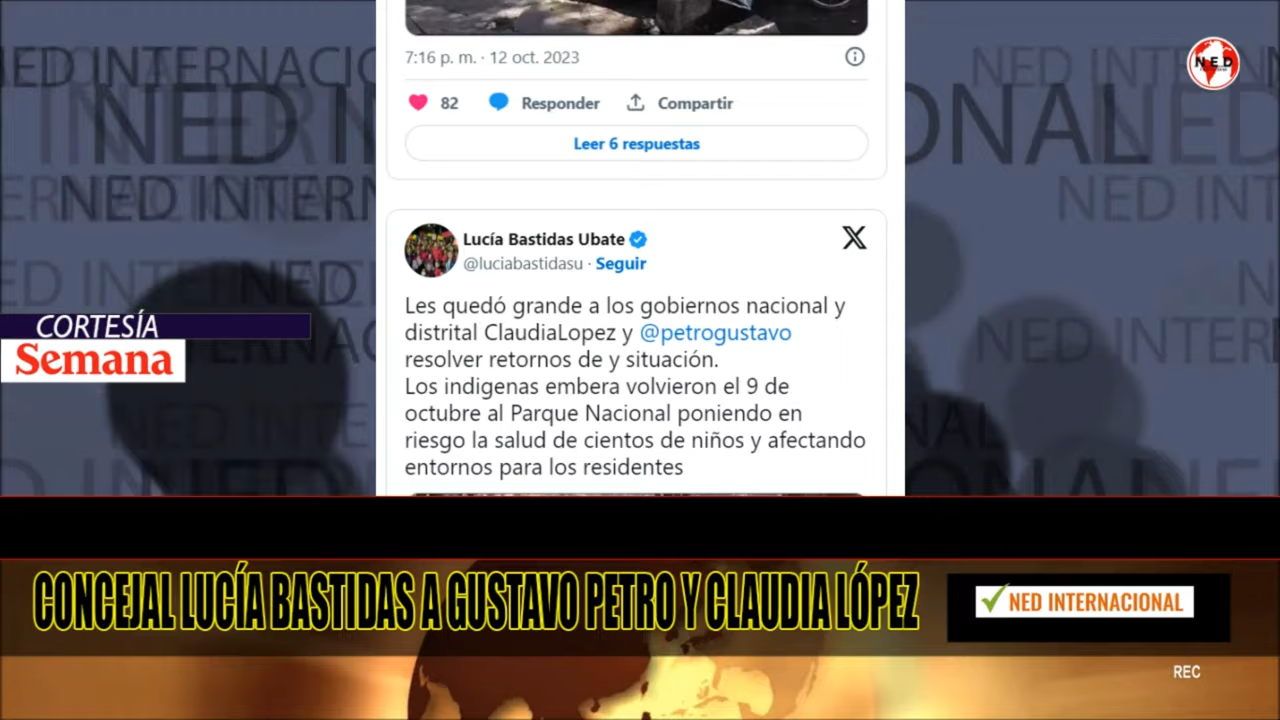 7:16 p. m. · 12 oct. 2023
82 Responder Compartir
Leer 6 respuestas
NED
Lucía Bastidas Ubate
@luciabastidasu · Seguir
Les quedó grande a los gobiernos nacional y
distrital ClaudiaLopez y @petrogustavo
resolver retornos de y situación.
Los indigenas embera volvieron el 9 de
octubre al Parque Nacional poniendo en
riesgo la salud de cientos de niños y afectando
entornos para los residentes
CORTESÍA
Semana
CONCEJAL LUCÍA BASTIDAS A GUSTAVO PETRO Y CLAUDIA LÓPEZ
NED INTERNACIONAL
REC